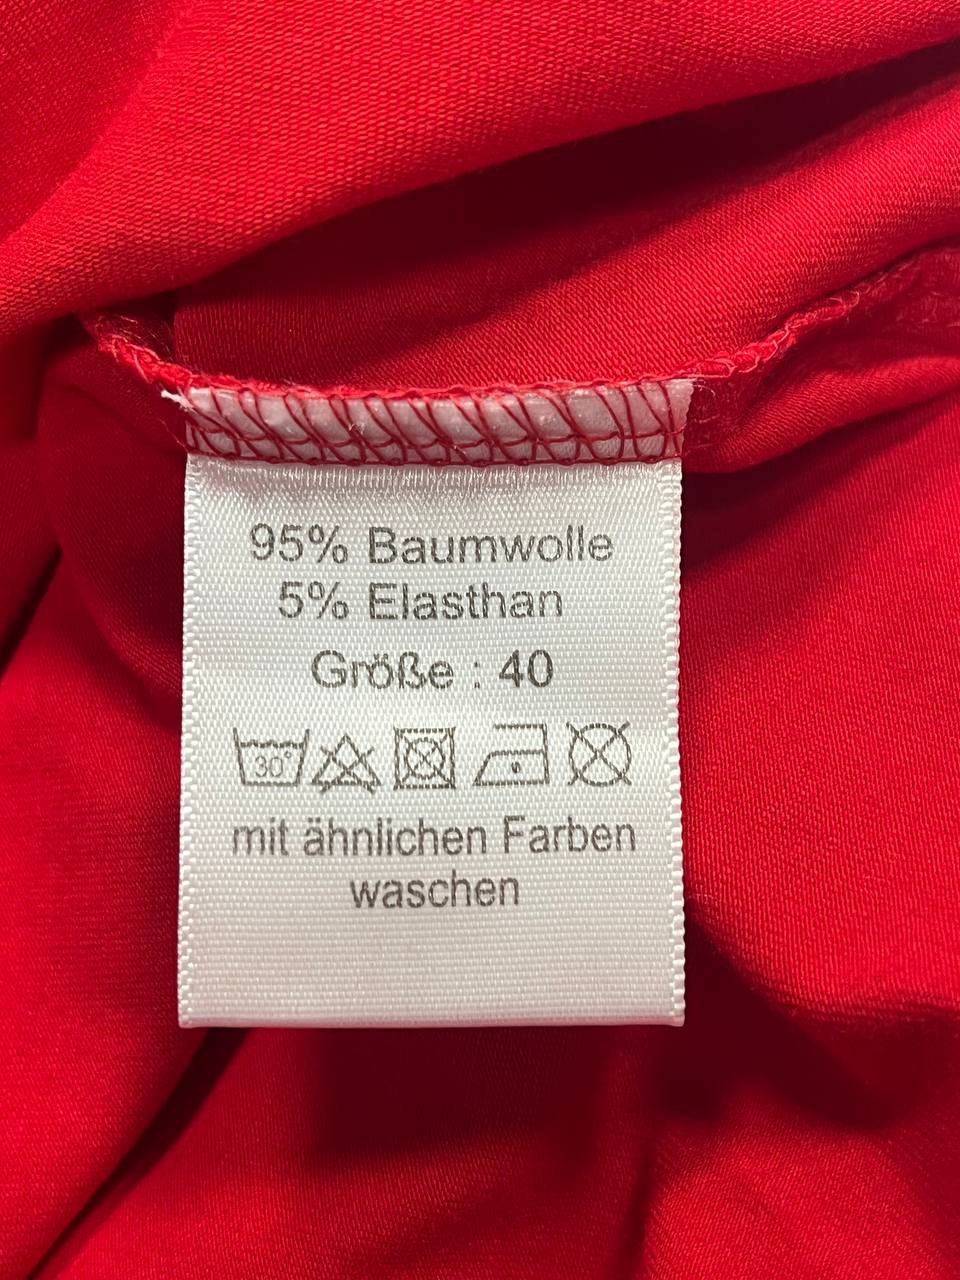 95% Baumwolle
5% Elasthan
Größe : 40
30°
mit ähnlichen Farben
waschen